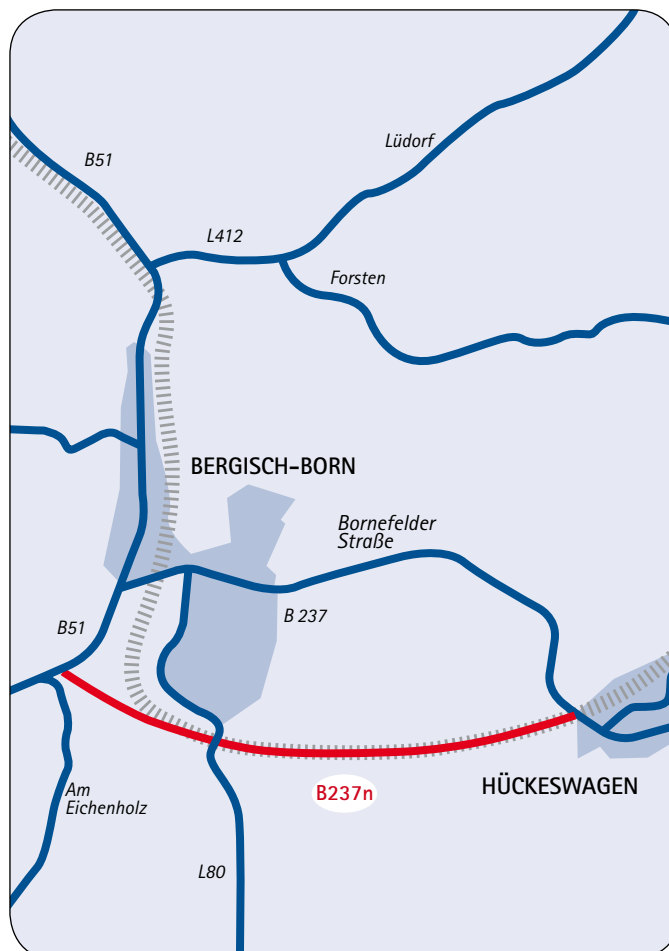 Lüdorf
B51
L412
Forsten
BERGISCH-BORN
Bornefelder
Straße
B 237
B51
HÜCKESWAGEN
B237n
Am
Eichenholz
L80